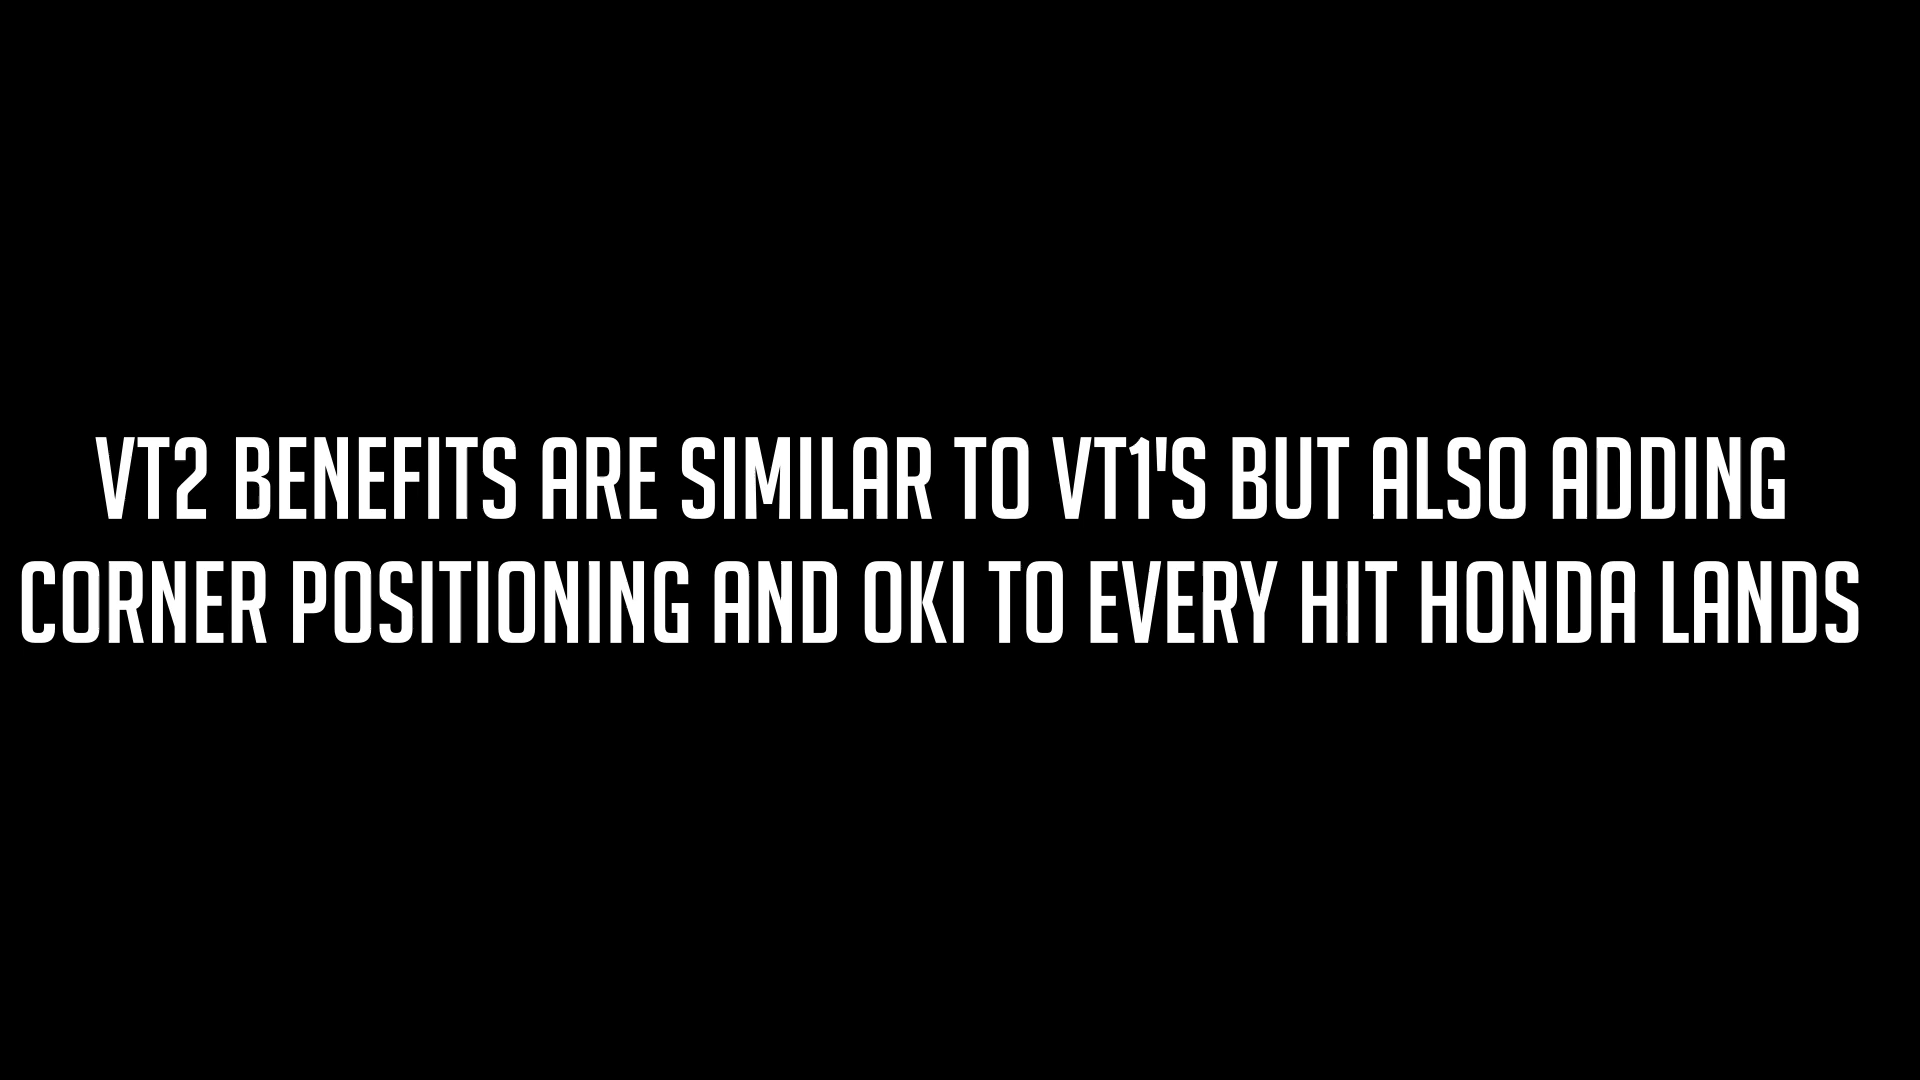 VT2 BENEFITS ARE SIMILAR TO VT1'S BUT ALSO ADDING
CORNER POSITIONING AND OKI TO EVERY HIT HONDA LANDS